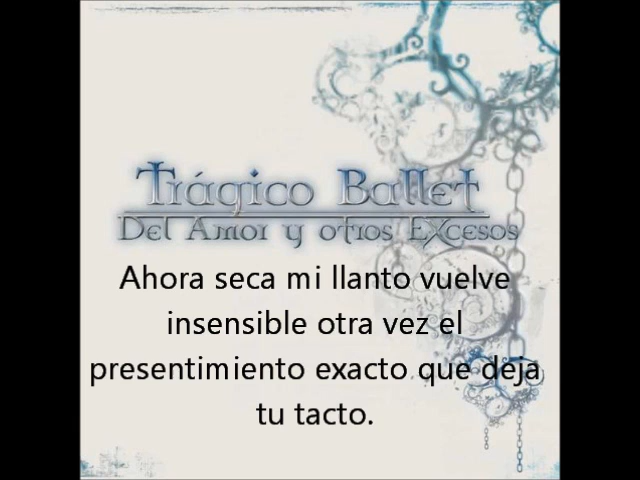 Trágico Ballet
Del Amor y otros Excesos
Ahora seca mi llanto vuelve
insensible otra vez el
presentimiento exacto que deja
tu tacto.